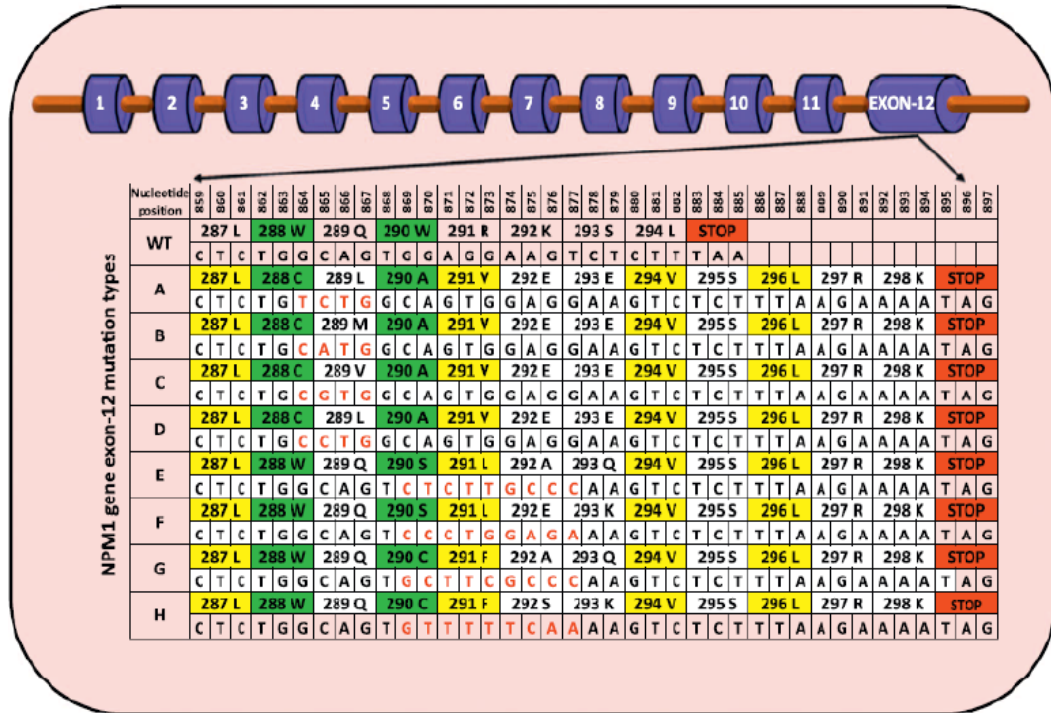 1 2 3 4 5 6 7 8 9 10 11 EXON-12
NPM1 gene exon-12 mutation types
Nucleotide position 859 860 861 862 863 864 865 866 867 868 869 870 871 872 873 874 875 876 877 878 879 880 881 882 883 884 885 886 887 888 889 890 891 892 893 894 895 896 897
WT 287 L 288 W 289 Q 290 W 291 R 292 K 293 S 294 L STOP
C T C T G G C A G T G G A G G A A G T C T C T T T A A
A 287 L 288 C 289 L 290 A 291 V 292 E 293 E 294 V 295 S 296 L 297 R 298 K STOP
C T C T G T C T G G C A G T G G A G G A A G T C T C T T T A A G A A A A T A G
B 287 L 288 C 289 M 290 A 291 V 292 E 293 E 294 V 295 S 296 L 297 R 298 K STOP
C T C T G C A T G G C A G T G G A G G A A G T C T C T T T A A G A A A A T A G
C 287 L 288 C 289 V 290 A 291 V 292 E 293 E 294 V 295 S 296 L 297 R 298 K STOP
C T C T G C G T G G C A G T G G A G G A A G T C T C T T T A A G A A A A T A G
D 287 L 288 C 289 L 290 A 291 V 292 E 293 E 294 V 295 S 296 L 297 R 298 K STOP
C T C T G C C T G G C A G T G G A G G A A G T C T C T T T A A G A A A A T A G
E 287 L 288 W 289 Q 290 S 291 L 292 A 293 Q 294 V 295 S 296 L 297 R 298 K STOP
C T C T G G C A G T C T C T T G C C C A A G T C T C T T T A A G A A A A T A G
F 287 L 288 W 289 Q 290 S 291 L 292 E 293 K 294 V 295 S 296 L 297 R 298 K STOP
C T C T G G C A G T C C C T G G A G A A A G T C T C T T T A A G A A A A T A G
G 287 L 288 W 289 Q 290 C 291 F 292 A 293 Q 294 V 295 S 296 L 297 R 298 K STOP
C T C T G G C A G T G C T T C G C C C A A G T C T C T T T A A G A A A A T A G
H 287 L 288 W 289 Q 290 C 291 F 292 S 293 K 294 V 295 S 296 L 297 R 298 K STOP
C T C T G G C A G T G T T T T T C A A A A G T C T C T T T A A G A A A A T A G